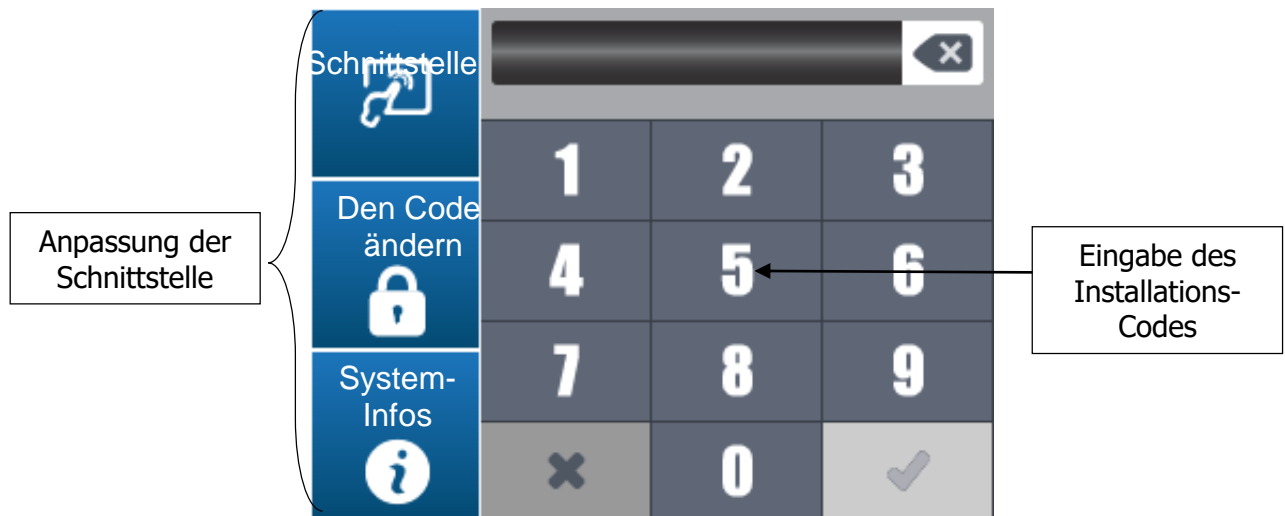 Anpassung der
Schnittstelle
Schnittstelle
Den Code
ändern
System-
Infos
1 2 3
4 5 6
7 8 9
0
Eingabe des
Installations-
Codes